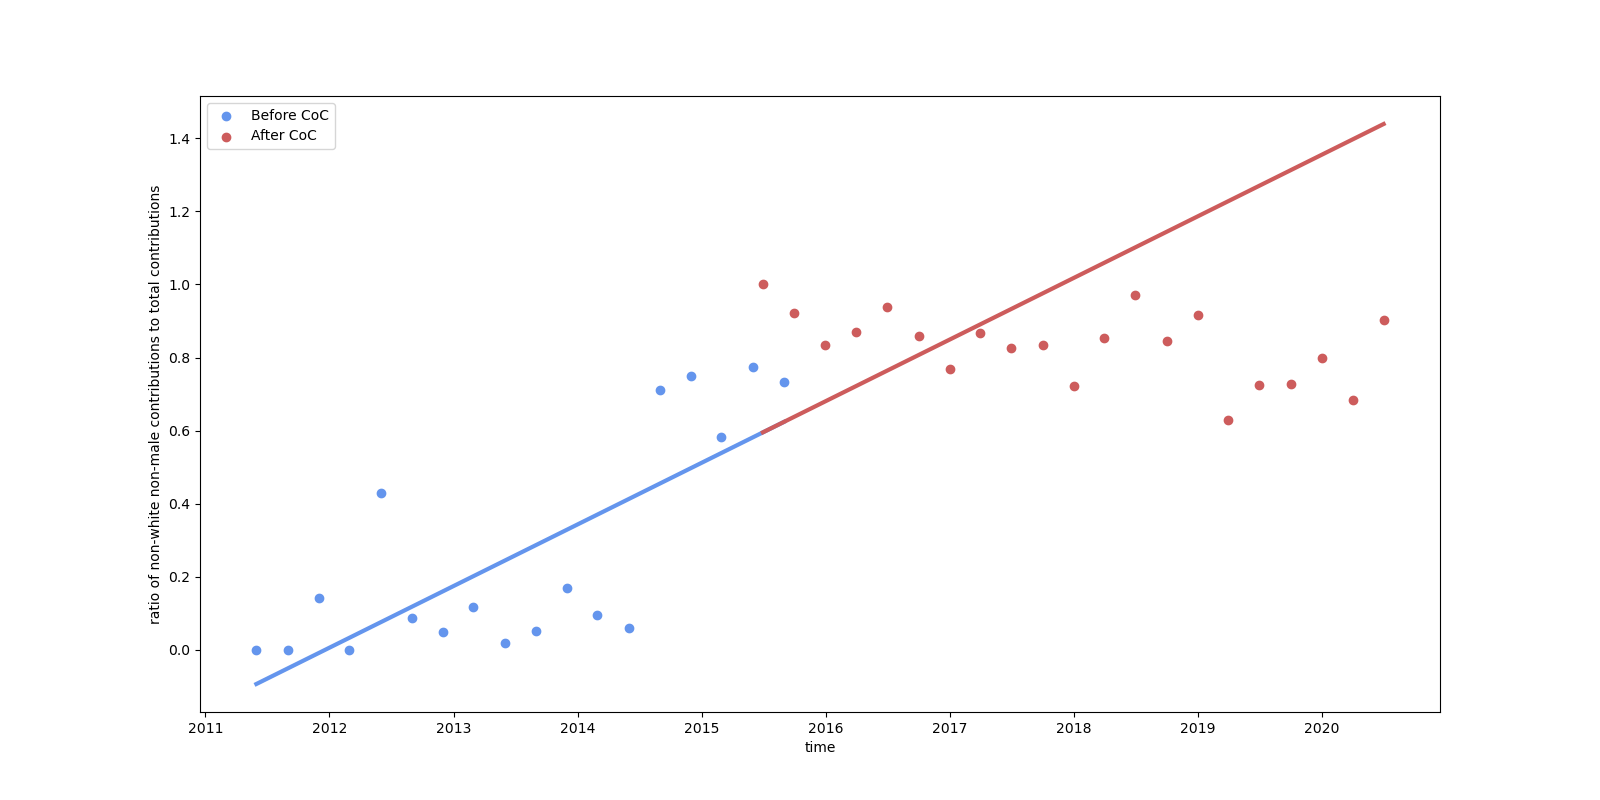 Before CoC
After CoC
ratio of non-white non-male contributions to total contributions
1.4
1.2
1.0
0.8
0.6
0.4
0.2
0.0
2011 2012 2013 2014 2015 2016 2017 2018 2019 2020
time